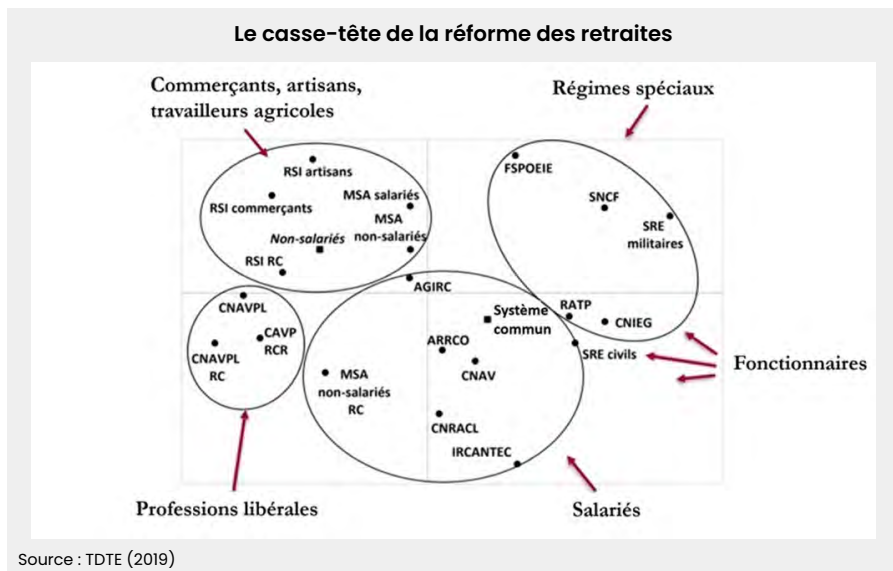 Le casse-tête de la réforme des retraites
Commerçants, artisans,
travailleurs agricoles
Régimes spéciaux
RSI artisans
FSPOEIE
RSI commerçants
MSA salariés
SNCF
MSA
non-salariés
SRE
militaires
Non-salariés
RSI RC
AGIRC
CNAVPL
Système
commun
RATP
CNIEG
CAVP
RCR
CNAVPL
RC
ARRCO
SRE civils
CNAV
Fonctionnaires
MSA
non-salariés
RC
CNRACL
IRCANTEC
Professions libérales
Salariés
Source : TDTE (2019)